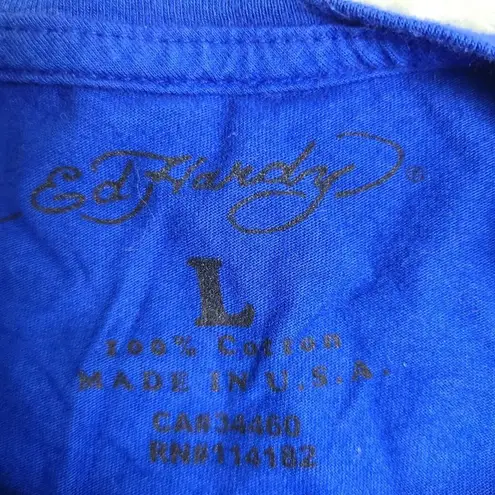 Ed Hardy®
L
100% Cotton
MADE IN U.S.A.
CA#34460
RN#114182